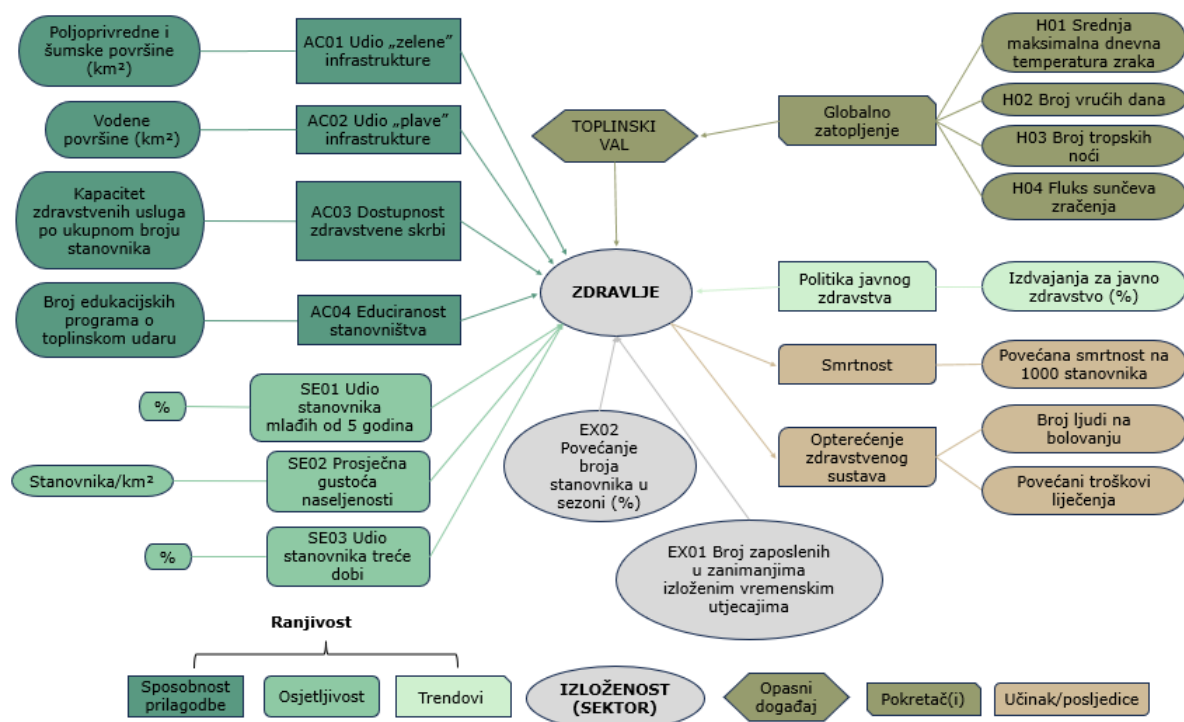 Poljoprivredne i
šumske površine
(km²)
AC01 Udio „zelene”
infrastrukture
Vodene
površine (km²)
AC02 Udio „plave”
infrastrukture
Kapacitet
zdravstvenih usluga
po ukupnom broju
stanovnika
AC03 Dostupnost
zdravstvene skrbi
Broj edukacijskih
programa o
toplinskom udaru
AC04 Educiranost
stanovništva
%
SE01 Udio
stanovnika
mlađih od 5 godina
Stanovnika/km²
SE02 Prosječna
gustoća
naseljenosti
%
SE03 Udio
stanovnika treće
dobi
TOPLINSKI
VAL
Globalno
zatopljenje
H01 Srednja
maksimalna dnevna
temperatura zraka
H02 Broj vrućih dana
H03 Broj tropskih
noći
H04 Fluks sunčeva
zračenja
ZDRAVLJE
Politika javnog
zdravstva
Izdvajanja za javno
zdravstvo (%)
Smrtnost
Povećana smrtnost na
1000 stanovnika
Opterećenje
zdravstvenog
sustava
Broj ljudi na
bolovanju
Povećani troškovi
liječenja
EX02
Povećanje
broja
stanovnika u
sezoni (%)
EX01 Broj zaposlenih
u zanimanjima
izloženim vremenskim
utjecajima
Ranjivost
Sposobnost
prilagodbe
Osjetljivost
Trendovi
IZLOŽENOST
(SEKTOR)
Opasni
događaj
Pokretač(i)
Učinak/posljedice